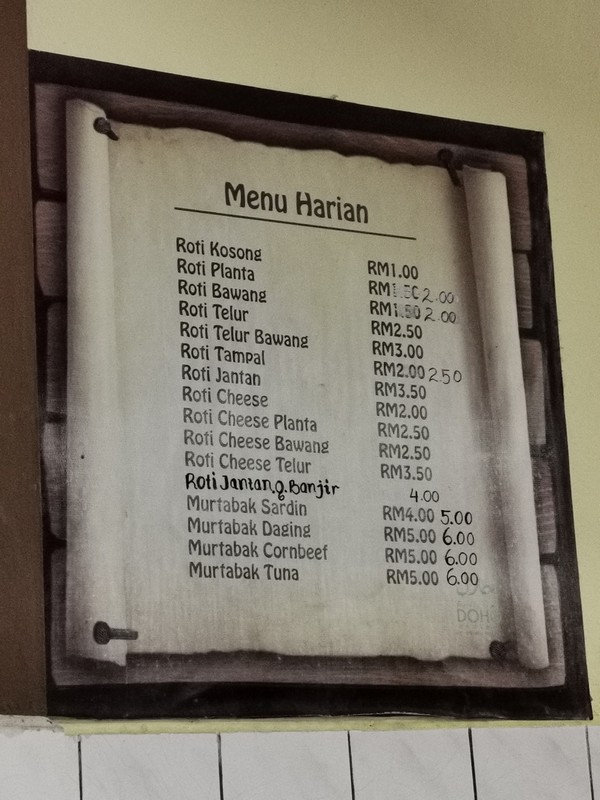 Menu Harian
Roti Kosong RM1.00
Roti Planta RM1.50 2.00
Roti Bawang RM1.50 2.00
Roti Telur RM2.50
Roti Telur Bawang RM3.00
Roti Tampal RM2.00 2.50
Roti Jantan RM3.50
Roti Cheese RM2.00
Roti Cheese Planta RM2.50
Roti Cheese Bawang RM2.50
Roti Cheese Telur RM3.50
Roti Jantan g.Banjir 4.00
Murtabak Sardin RM4.00 5.00
Murtabak Daging RM5.00 6.00
Murtabak Cornbeef RM5.00 6.00
Murtabak Tuna RM5.00 6.00